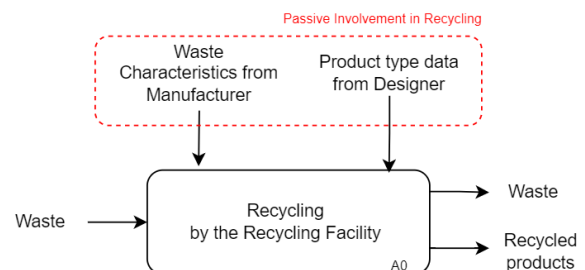 Passive Involvement in Recycling
Waste
Characteristics from
Manufacturer
Product type data
from Designer
Waste
Recycling
by the Recycling Facility
A0
Waste
Recycled
products